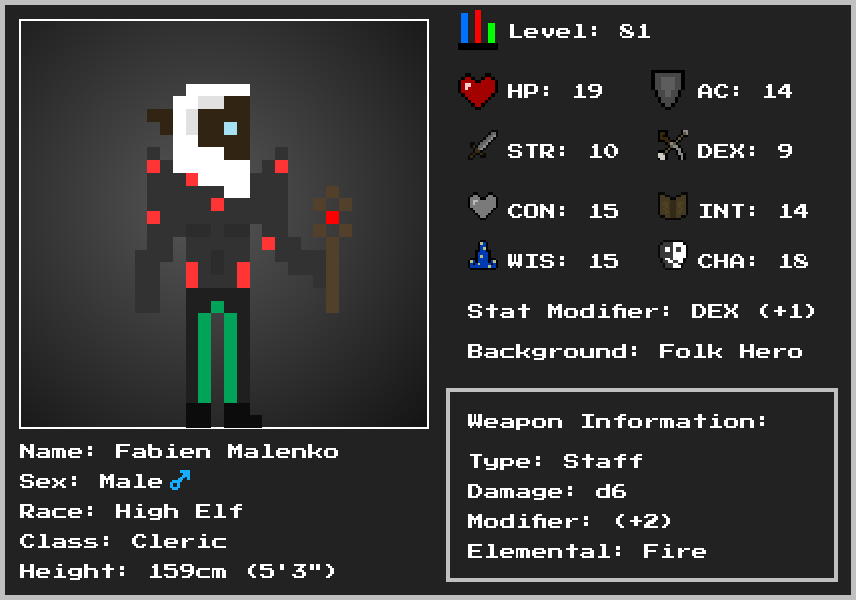 Level: 81
HP: 19 AC: 14
STR: 10 DEX: 9
CON: 15 INT: 14
WIS: 15 CHA: 18
Stat Modifier: DEX (+1)
Background: Folk Hero
Weapon Information:
Type: Staff
Damage: d6
Modifier: (+2)
Elemental: Fire
Name: Fabien Malenko
Sex: Male ♂
Race: High Elf
Class: Cleric
Height: 159cm (5'3")